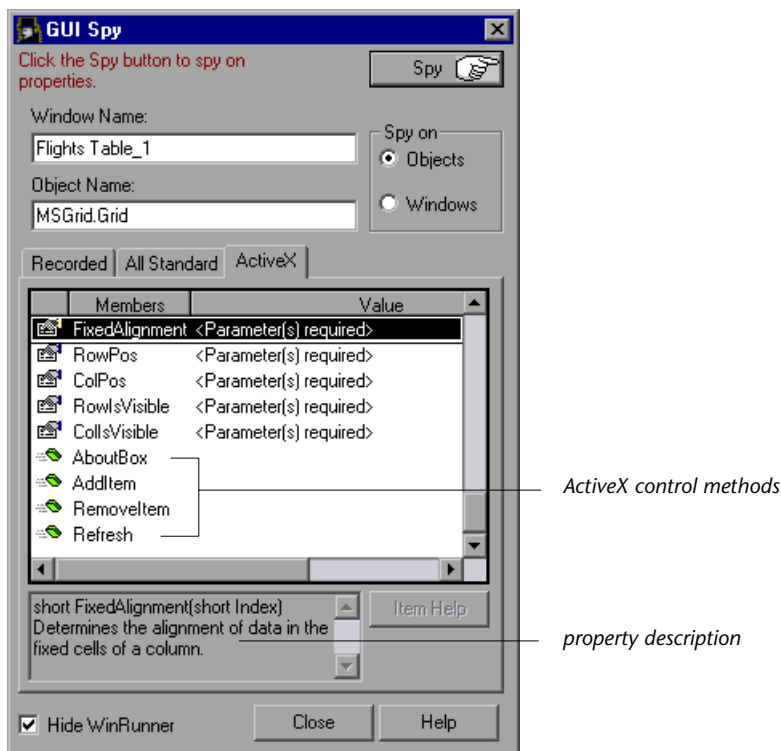 GUI Spy
Click the Spy button to spy on
properties.
Spy
Window Name:
Flights Table_1
Spy on
Objects
Object Name:
Windows
MSGrid.Grid
Recorded All Standard ActiveX
Members Value
FixedAlignment <Parameter(s) required>
RowPos <Parameter(s) required>
ColPos <Parameter(s) required>
RowIsVisible <Parameter(s) required>
ColIsVisible <Parameter(s) required>
AboutBox
AddItem
ActiveX control methods
RemoveItem
Refresh
short FixedAlignment(short Index)
Determines the alignment of data in the
fixed cells of a column.
Item Help
property description
Hide WinRunner
Close
Help